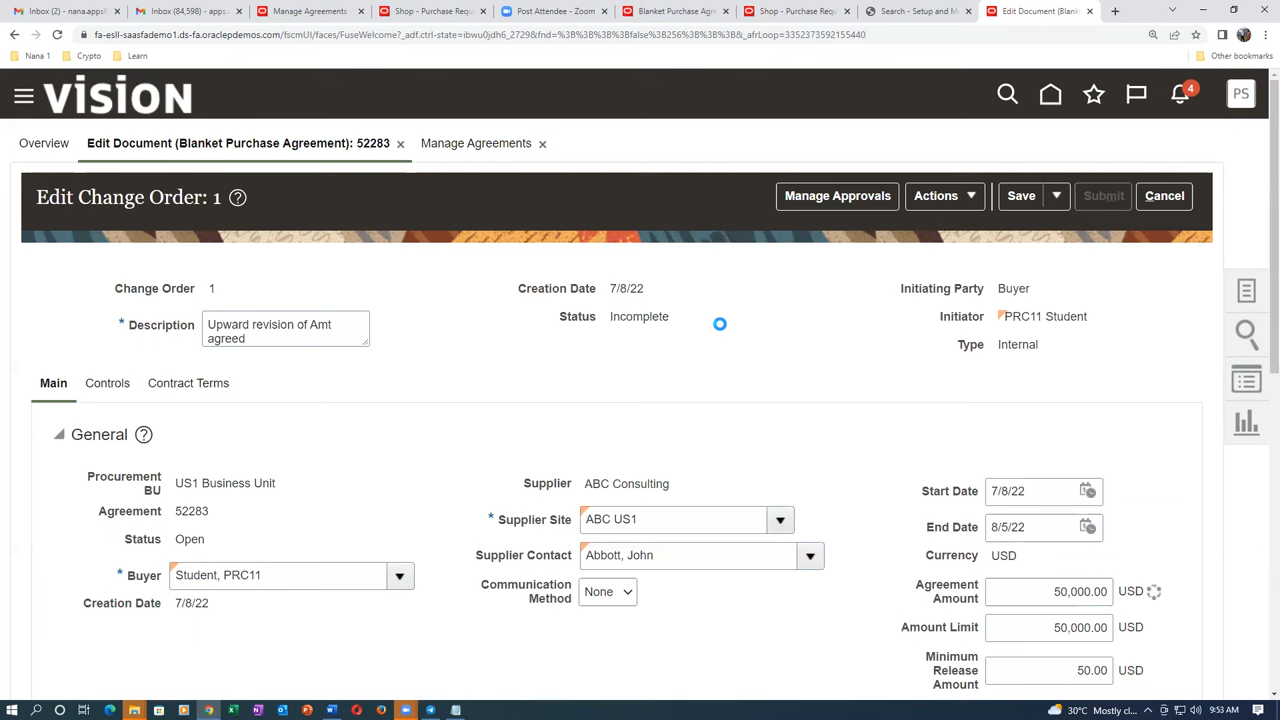 Inbox (2) - nana.apps8
Inbox (84,598) - apps.
Manage Agreements
Shop - Purchase Requ
Post Attendee - Zoom
Blanket Purchase Agre
Shop - Purchase Requ
Search - Setup and M
Edit Document (Blank
fa-esll-saasfademo1.ds-fa.oraclepdemos.com/fscmUI/faces/FuseWelcome?_adf.ctrl-state=ibwu0jdh6_2729&fnd=%3B%3B%3B%3Bfalse%3B256%3B%3B%3B&_afrLoop=3352373592155440
Nana 1
Crypto
Learn
Other bookmarks
VISION
4
PS
Overview
Edit Document (Blanket Purchase Agreement): 52283
Manage Agreements
Edit Change Order: 1
Manage Approvals
Actions
Save
Submit
Cancel
Change Order 1
Creation Date 7/8/22
Initiating Party Buyer
* Description Upward revision of Amt
agreed
Status Incomplete
Initiator PRC11 Student
Type Internal
Main
Controls
Contract Terms
General
Procurement
BU
US1 Business Unit
Supplier ABC Consulting
Start Date 7/8/22
Agreement 52283
* Supplier Site ABC US1
End Date 8/5/22
Status Open
Supplier Contact Abbott, John
Currency USD
* Buyer Student, PRC11
Communication
Method
None
Agreement
Amount
50,000.00 USD
Creation Date 7/8/22
Amount Limit 50,000.00 USD
Minimum
Release
Amount
50.00 USD
30°C Mostly c...
ENG
9:53 AM